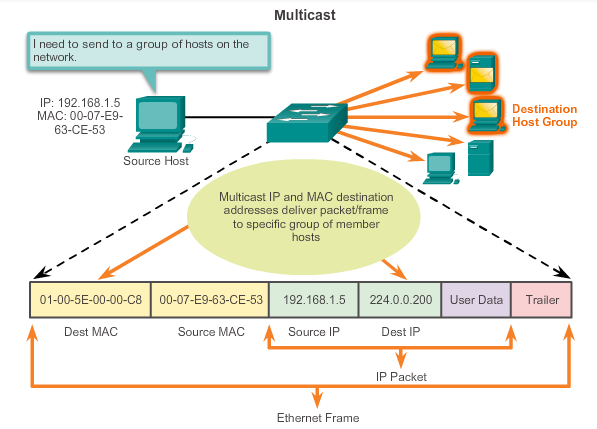 Multicast
I need to send to a group of hosts on the
network.
IP: 192.168.1.5
MAC: 00-07-E9-
63-CE-53
Source Host
Destination
Host Group
Multicast IP and MAC destination
addresses deliver packet/frame
to specific group of member
hosts
01-00-5E-00-00-C8 00-07-E9-63-CE-53 192.168.1.5 224.0.0.200 User Data Trailer
Dest MAC Source MAC Source IP Dest IP
IP Packet
Ethernet Frame